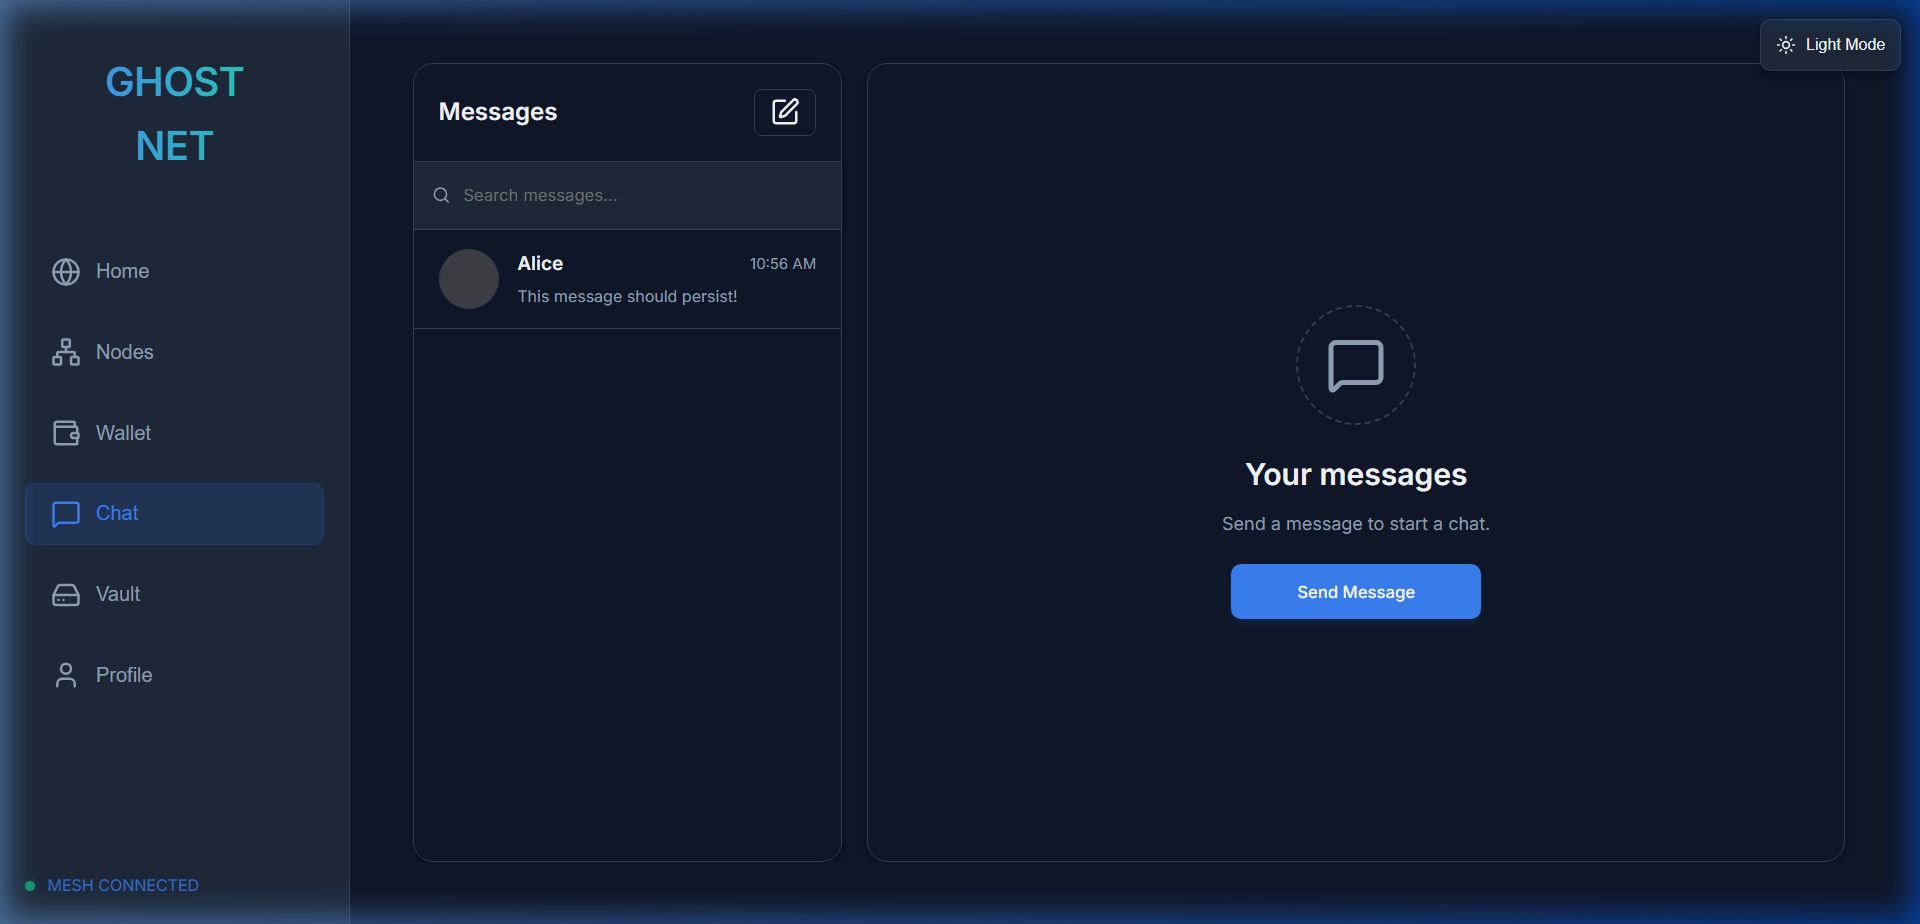 GHOST
NET
Home
Nodes
Wallet
Chat
Vault
Profile
MESH CONNECTED
Messages
Search messages...
Alice
10:56 AM
This message should persist!
Light Mode
Your messages
Send a message to start a chat.
Send Message